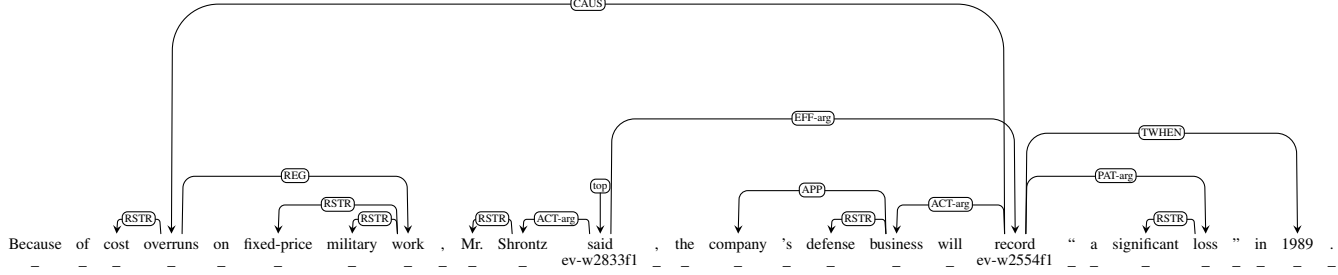 CAUS
EFF-arg
TWHEN
REG top APP PAT-arg
RSTR RSTR RSTR RSTR ACT-arg RSTR ACT-arg RSTR
Because of cost overruns on fixed-price military work , Mr. Shrontz said , the company 's defense business will record “ a significant loss ” in 1989 .
ev-w2833f1 ev-w2554f1
_ _ _ _ _ _ _ _ _ _ _ _ _ _ _ _ _ _ _ _ _ _ _ _ _ _